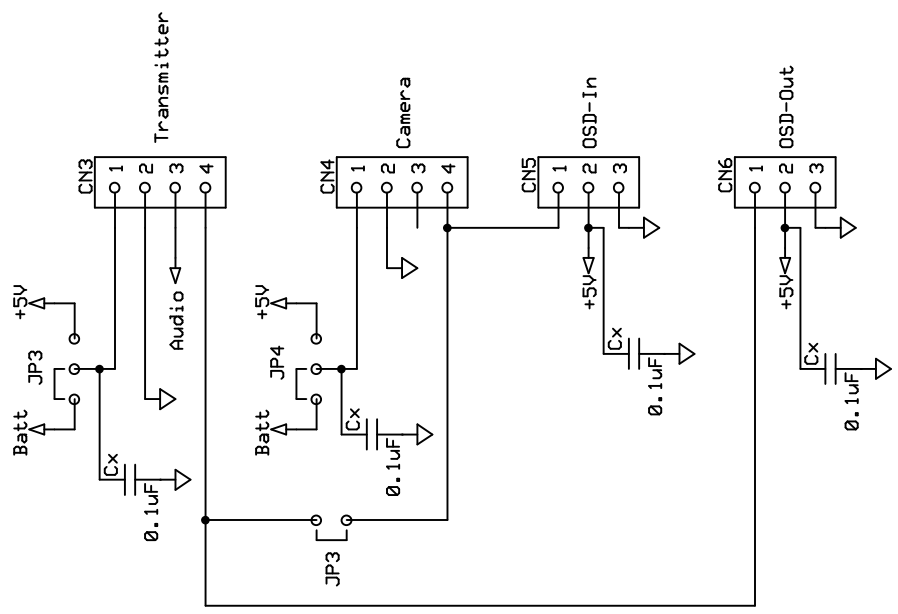 Transmitter
CN3
1
2
3
4
Camera
CN4
1
2
3
4
OSD-In
CN5
1
2
3
OSD-Out
CN6
1
2
3
+5V
JP3
Batt
Audio
Cx
0.1uF
+5V
JP4
Batt
Cx
0.1uF
+5V
Cx
0.1uF
+5V
Cx
0.1uF
JP3